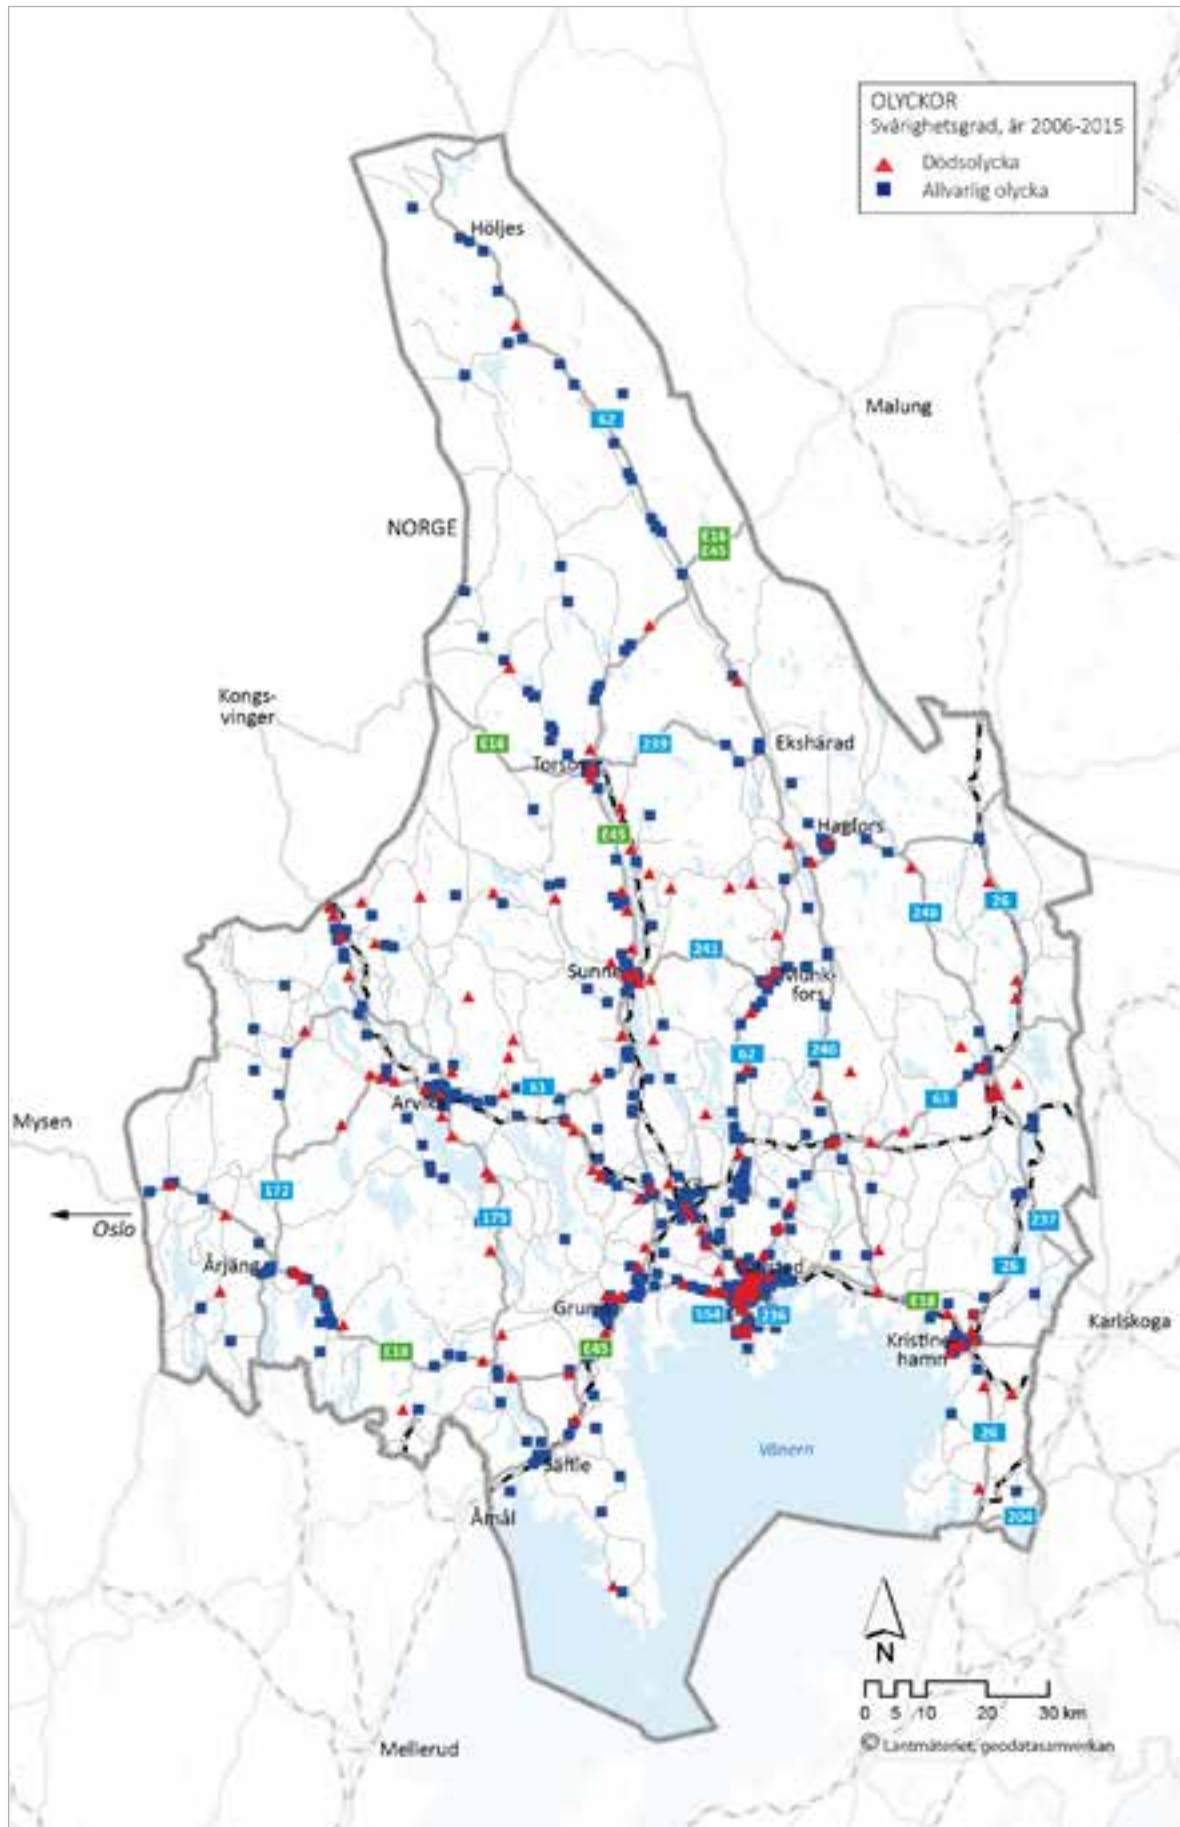 OLYCKOR
Svårighetsgrad, år 2006-2015
Dödsolycka
Allvarlig olycka
Höljes
Malung
62
NORGE
E16
E45
Kongs-
vinger
E16
239
Ekshärad
E45
Hagfors
26
246
241
Sunne
Munk-
fors
62
240
61
63
Mysen
172
Oslo
175
237
Årjäng
26
E18
Grums
554
236
Karlskoga
Kristine
hamn
E18
E45
26
Vänern
Säffle
204
Åmål
N
0 5 10 20 30 km
Mellerud
© Lantmäteriet, geodatasamverkan